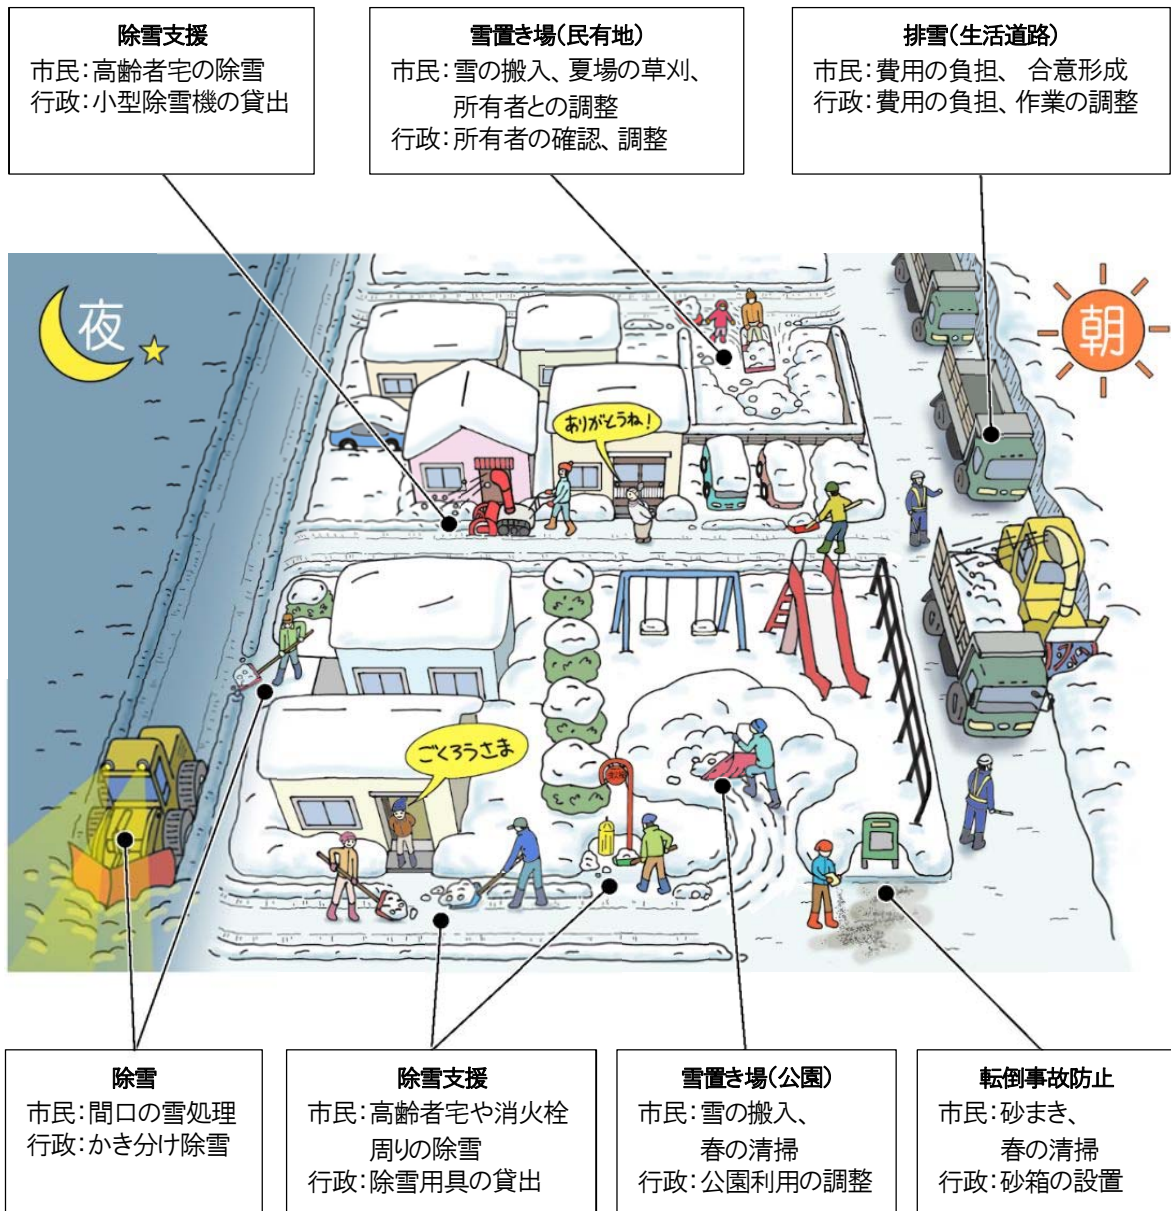 除雪支援
市民：高齢者宅の除雪
行政：小型除雪機の貸出
雪置き場（民有地）
市民：雪の搬入、夏場の草刈、
所有者との調整
行政：所有者の確認、調整
排雪（生活道路）
市民：費用の負担、 合意形成
行政：費用の負担、作業の調整
夜
朝
ありがとうね！
ごくろうさま
除雪
市民：間口の雪処理
行政：かき分け除雪
除雪支援
市民：高齢者宅や消火栓
周りの除雪
行政：除雪用具の貸出
雪置き場（公園）
市民：雪の搬入、
春の清掃
行政：公園利用の調整
転倒事故防止
市民：砂まき、
春の清掃
行政：砂箱の設置